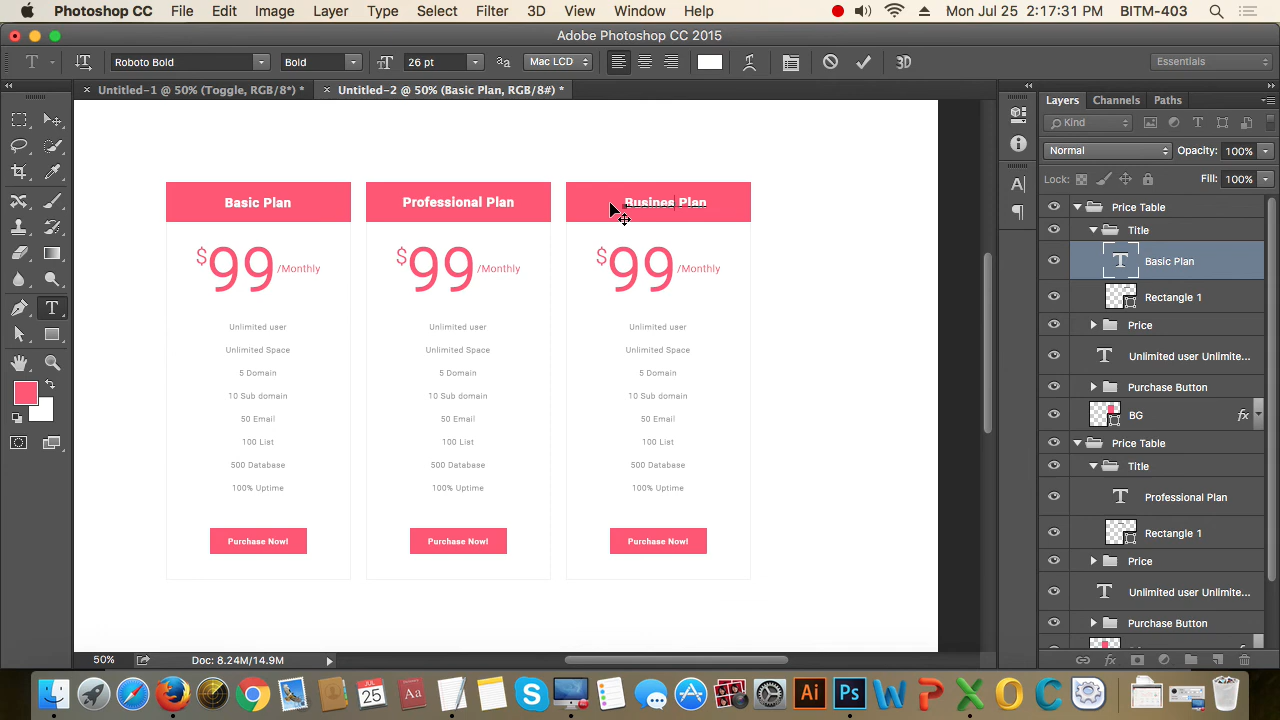 Photoshop CC File Edit Image Layer Type Select Filter 3D View Window Help Mon Jul 25 2:17:31 PM BITM-403
Adobe Photoshop CC 2015
T Roboto Bold Bold 26 pt aa Mac LCD 3D Essentials
Untitled-1 @ 50% (Toggle, RGB/8*) * Untitled-2 @ 50% (Basic Plan, RGB/8#) *
Layers Channels Paths
Kind
Normal Opacity: 100%
Lock: Fill: 100%
Price Table
Title
Basic Plan
Rectangle 1
Price
Unlimited user Unlimite...
Purchase Button
BG fx
Price Table
Title
Professional Plan
Rectangle 1
Price
Unlimited user Unlimite...
Purchase Button
Basic Plan
$99/Monthly
Unlimited user
Unlimited Space
5 Domain
10 Sub domain
50 Email
100 List
500 Database
100% Uptime
Purchase Now!
Professional Plan
$99/Monthly
Unlimited user
Unlimited Space
5 Domain
10 Sub domain
50 Email
100 List
500 Database
100% Uptime
Purchase Now!
Busines Plan
$99/Monthly
Unlimited user
Unlimited Space
5 Domain
10 Sub domain
50 Email
100 List
500 Database
100% Uptime
Purchase Now!
50% Doc: 8.24M/14.9M
25
Ai Ps